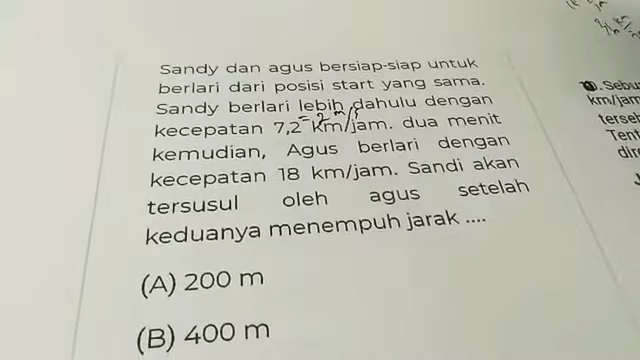 Sandy dan agus bersiap-siap untuk
berlari dari posisi start yang sama.
Sandy berlari lebih dahulu dengan
kecepatan 7,2 km/jam. dua menit
kemudian, Agus berlari dengan
kecepatan 18 km/jam. Sandi akan
tersusul oleh agus setelah
keduanya menempuh jarak ....
(A) 200 m
(B) 400 m
km/jam